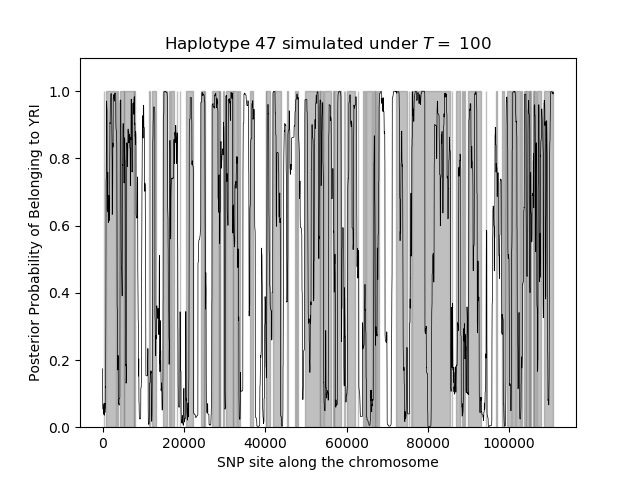 Haplotype 47 simulated under T = 100
Posterior Probability of Belonging to YRI
1.0
0.8
0.6
0.4
0.2
0.0
0 20000 40000 60000 80000 100000
SNP site along the chromosome